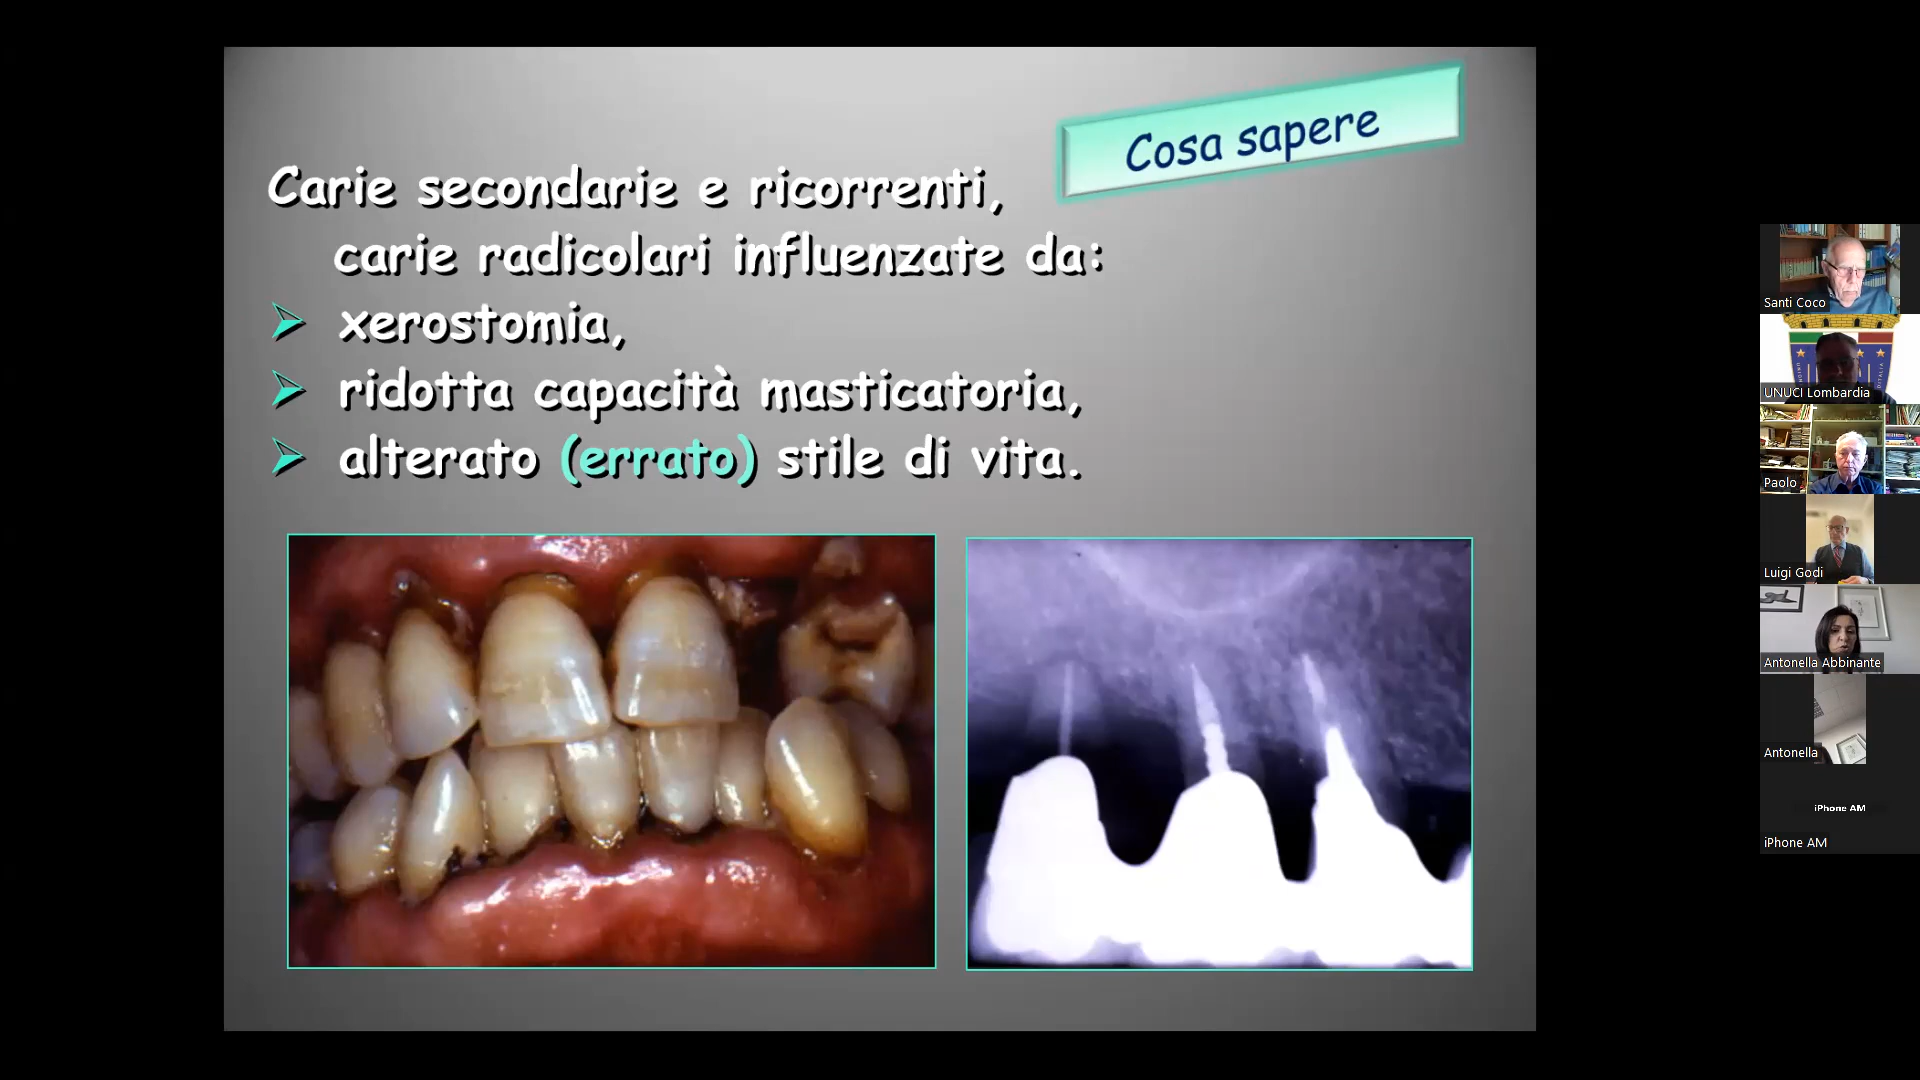 Cosa sapere
Carie secondarie e ricorrenti,
carie radicolari influenzate da:
xerostomia,
ridotta capacità masticatoria,
alterato (errato) stile di vita.
Santi Coco
UNUCI Lombardia
Paolo
Luigi Godi
Antonella Abbinante
Antonella
iPhone AM
iPhone AM